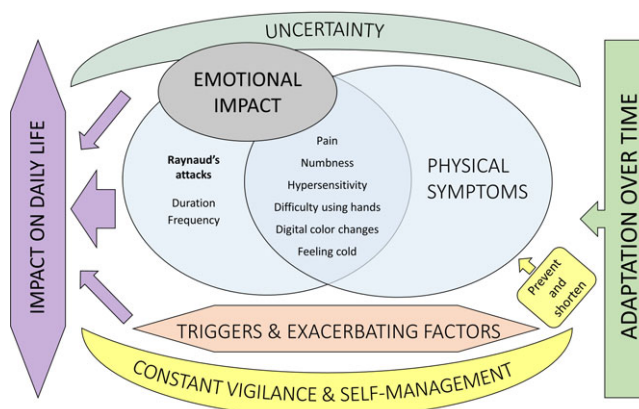 UNCERTAINTY
EMOTIONAL
IMPACT
Raynaud's
attacks
Duration
Frequency
Pain
Numbness
Hypersensitivity
Difficulty using hands
Digital color changes
Feeling cold
PHYSICAL
SYMPTOMS
IMPACT ON DAILY LIFE
ADAPTATION OVER TIME
Prevent
and
shorten
TRIGGERS & EXACERBATING FACTORS
CONSTANT VIGILANCE & SELF-MANAGEMENT